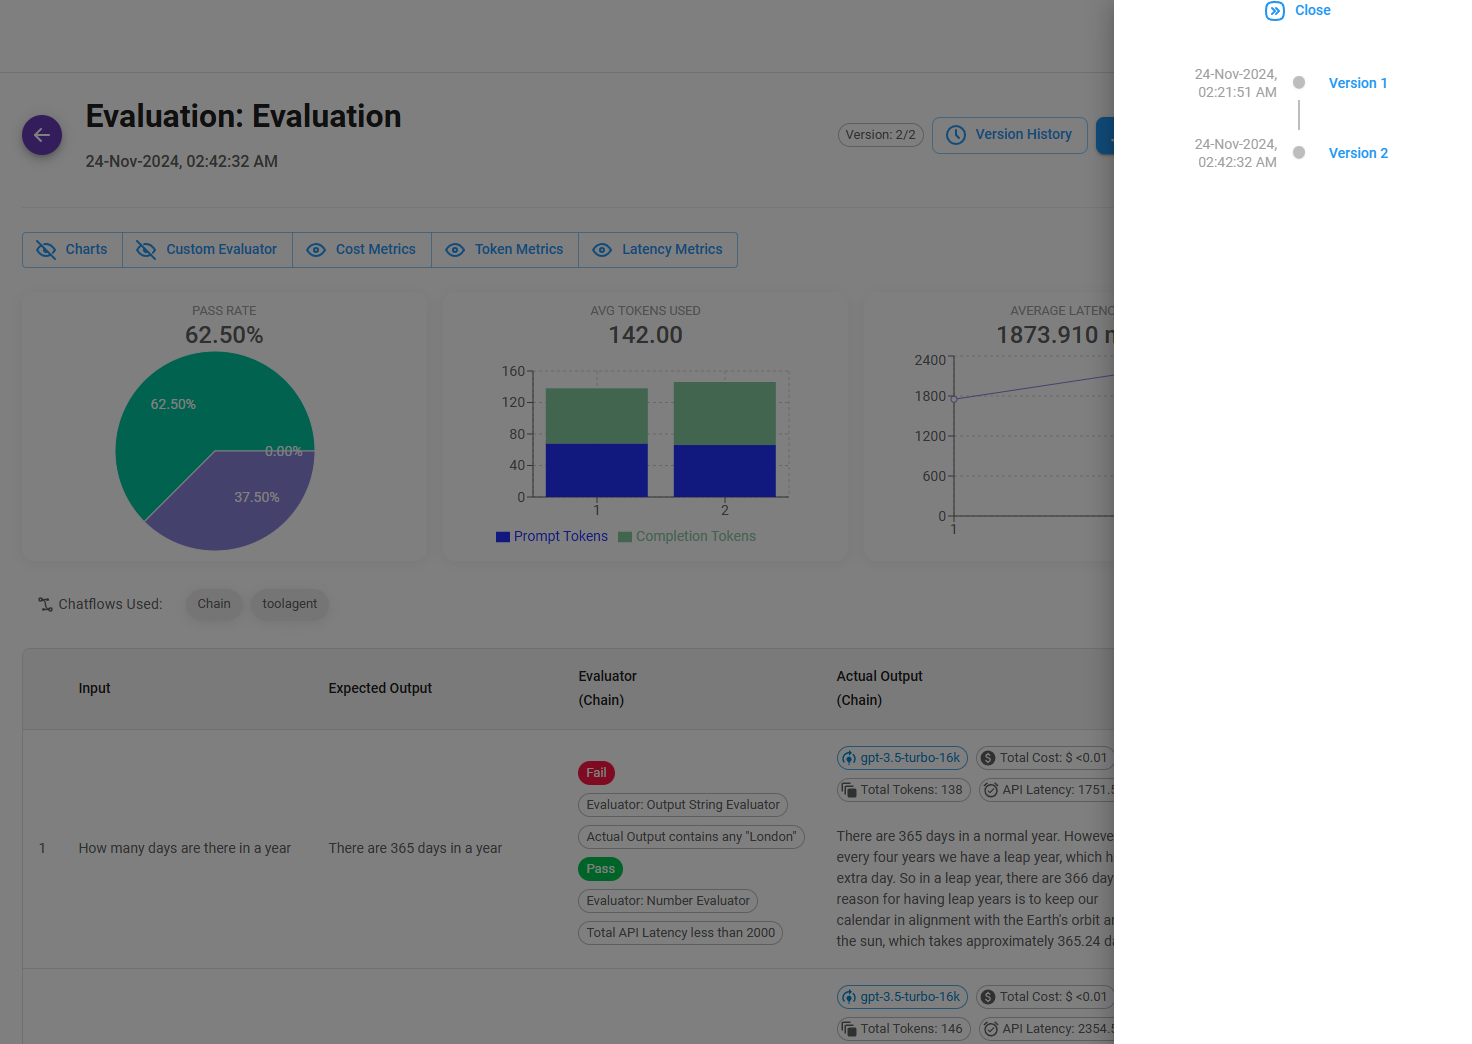 Close
24-Nov-2024,
02:21:51 AM
Version 1
24-Nov-2024,
02:42:32 AM
Version 2
Evaluation: Evaluation
24-Nov-2024, 02:42:32 AM
Version: 2/2
Version History
Charts
Custom Evaluator
Cost Metrics
Token Metrics
Latency Metrics
PASS RATE
62.50%
62.50%
0.00%
37.50%
AVG TOKENS USED
142.00
160
120
80
40
0
1
2
Prompt Tokens
Completion Tokens
AVERAGE LATENC
1873.910
2400
1800
1200
600
0
1
Chatflows Used:
Chain
toolagent
Input
Expected Output
Evaluator
(Chain)
Actual Output
(Chain)
1
How many days are there in a year
There are 365 days in a year
Fail
Evaluator: Output String Evaluator
Actual Output contains any "London"
Pass
Evaluator: Number Evaluator
Total API Latency less than 2000
gpt-3.5-turbo-16k
Total Cost: $ <0.01
Total Tokens: 138
API Latency: 1751.5
There are 365 days in a normal year. Howeve
every four years we have a leap year, which h
extra day. So in a leap year, there are 366 day
reason for having leap years is to keep our
calendar in alignment with the Earth's orbit a
the sun, which takes approximately 365.24 d
gpt-3.5-turbo-16k
Total Cost: $ <0.01
Total Tokens: 146
API Latency: 2354.5